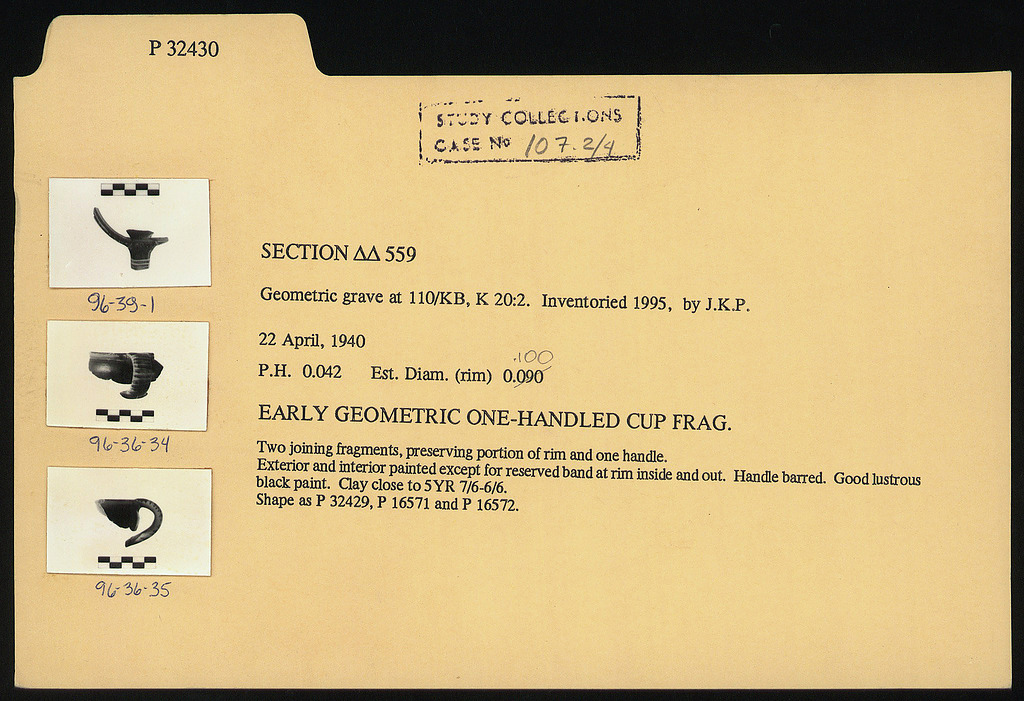 P 32430
STUDY COLLECTIONS
CASE No 107.2/4
96-39-1
96-36-34
96-36-35
SECTION ΔΔ 559
Geometric grave at 110/KB, K 20:2. Inventoried 1995, by J.K.P.
22 April, 1940
.100
P.H. 0.042 Est. Diam. (rim) 0.090
EARLY GEOMETRIC ONE-HANDLED CUP FRAG.
Two joining fragments, preserving portion of rim and one handle.
Exterior and interior painted except for reserved band at rim inside and out. Handle barred. Good lustrous
black paint. Clay close to 5YR 7/6-6/6.
Shape as P 32429, P 16571 and P 16572.